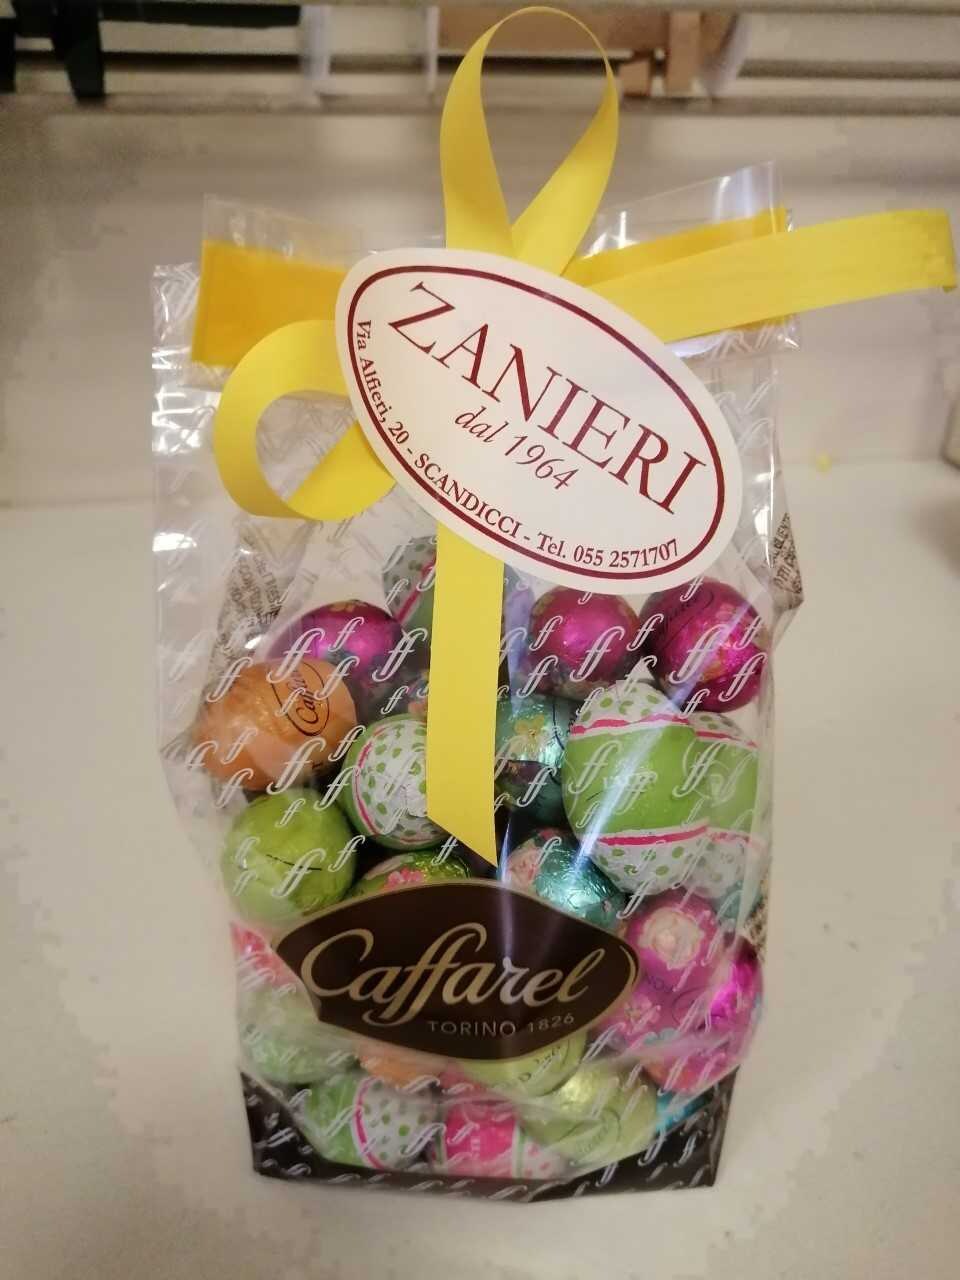 ZANIERI
dal 1964
Via Alfieri, 20 - SCANDICCI - Tel. 055 2571707
Caffarel
TORINO 1826